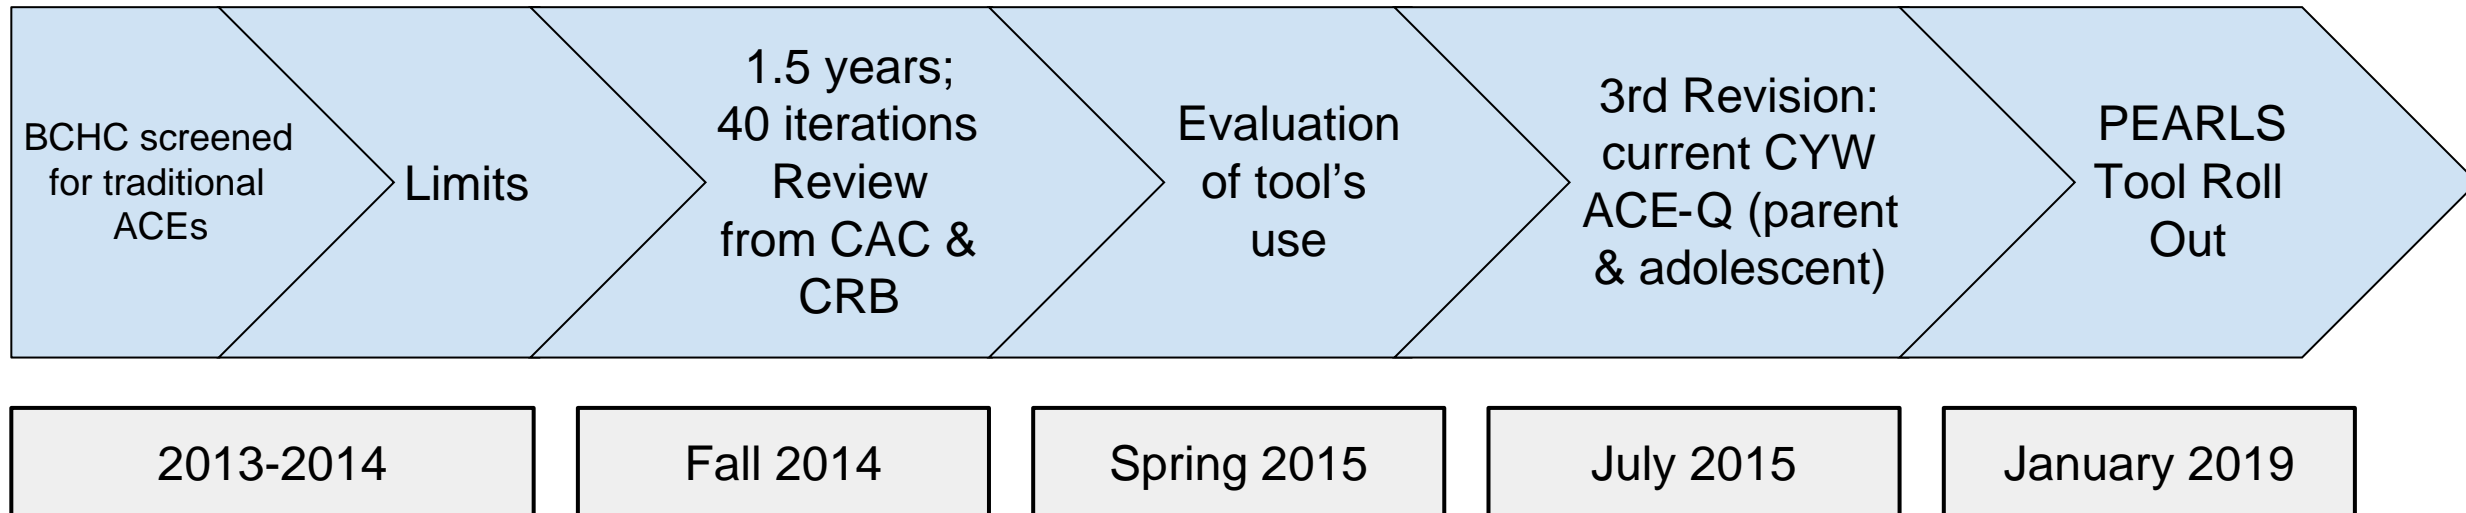 BCHC screened
for traditional
ACEs
Limits
1.5 years;
40 iterations
Review
from CAC &
CRB
Evaluation
of tool’s
use
3rd Revision:
current CYW
ACE-Q (parent
& adolescent)
PEARLS
Tool Roll
Out
2013-2014
Fall 2014
Spring 2015
July 2015
January 2019